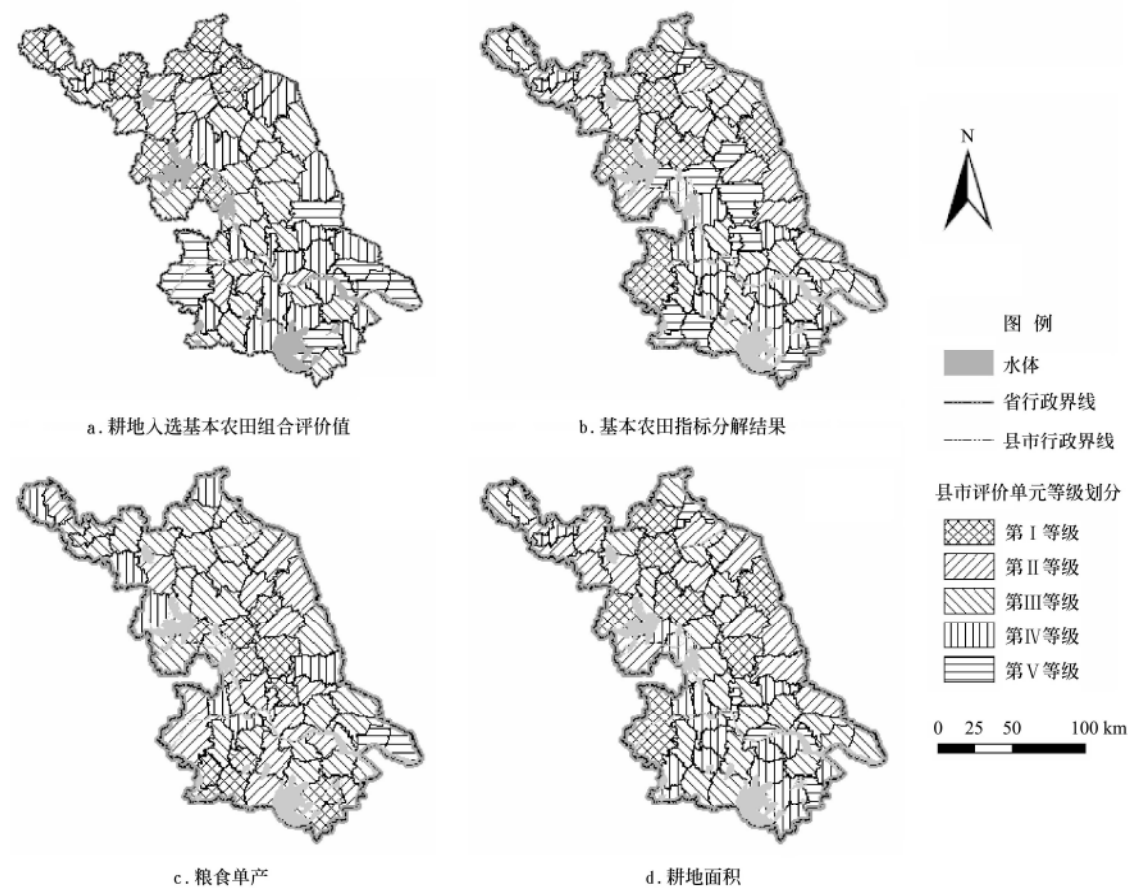 N
a.耕地入选基本农田组合评价值
b.基本农田指标分解结果
图 例
水体
省行政界线
县市行政界线
县市评价单元等级划分
第Ⅰ等级
第Ⅱ等级
第Ⅲ等级
第Ⅳ等级
第Ⅴ等级
0 25 50 100 km
c.粮食单产
d.耕地面积